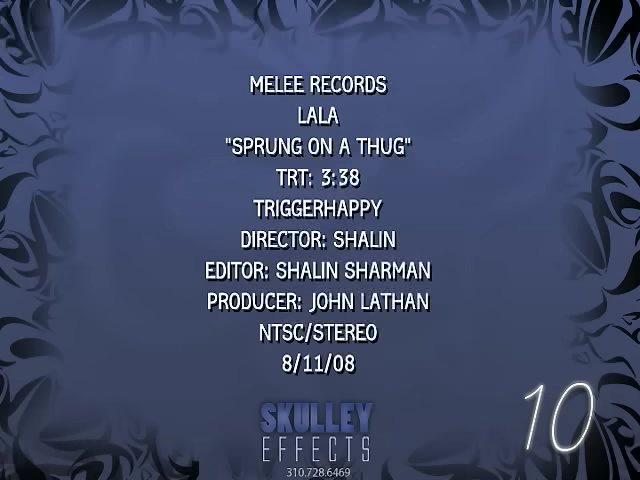 MELEE RECORDS
LALA
"SPRUNG ON A THUG"
TRT: 3:38
TRIGGERHAPPY
DIRECTOR: SHALIN
EDITOR: SHALIN SHARMAN
PRODUCER: JOHN LATHAN
NTSC/STEREO
8/11/08
10
SKULLEY
EFFECTS
310.728.6469